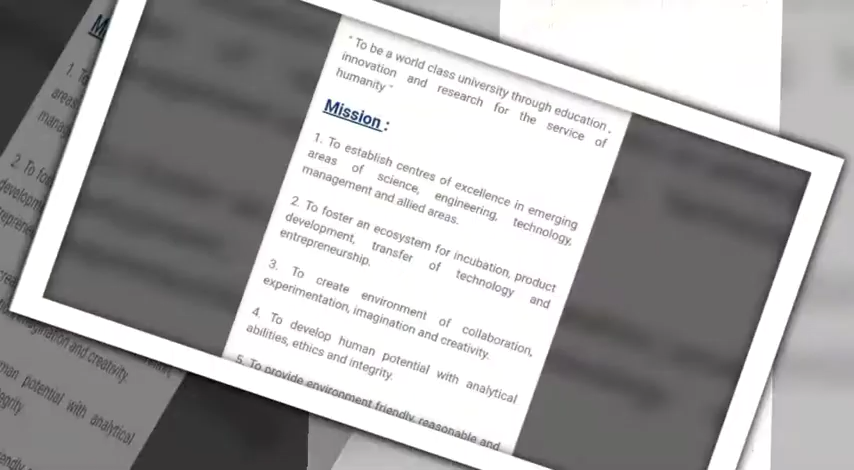 " To be a world class university through education ,
innovation and research for the service of
humanity "
Mission :
1. To establish centres of excellence in emerging
areas of science, engineering, technology,
management and allied areas.
2. To foster an ecosystem for incubation, product
development, transfer of technology and
entrepreneurship.
3. To create environment of collaboration,
experimentation, imagination and creativity.
4. To develop human potential with analytical
abilities, ethics and integrity.
5. To provide environment friendly, reasonable and